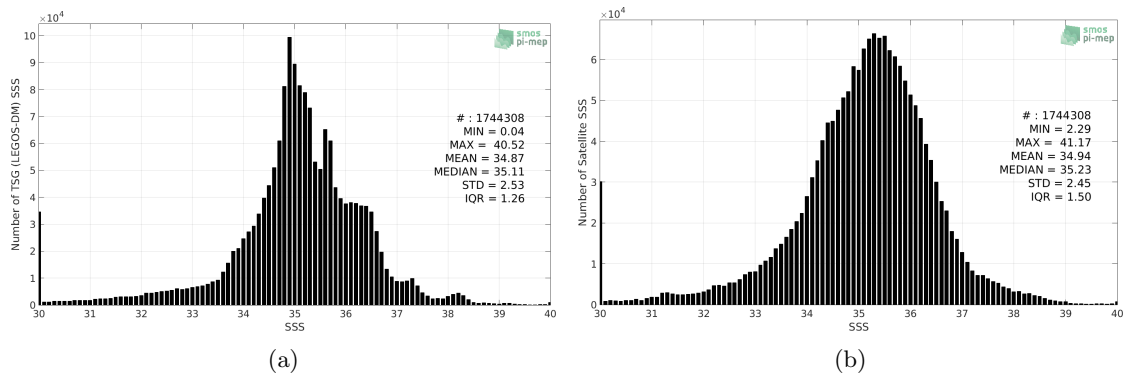 ×10⁴
10
9
8
7
6
5
4
3
2
1
0
Number of TSG (LEGOS-DM) SSS
smos
pi-mep
# : 1744308
MIN = 0.04
MAX = 40.52
MEAN = 34.87
MEDIAN = 35.11
STD = 2.53
IQR = 1.26
30 31 32 33 34 35 36 37 38 39 40
SSS
(a)
×10⁴
6
5
4
3
2
1
0
Number of Satellite SSS
smos
pi-mep
# : 1744308
MIN = 2.29
MAX = 41.17
MEAN = 34.94
MEDIAN = 35.23
STD = 2.45
IQR = 1.50
30 31 32 33 34 35 36 37 38 39 40
SSS
(b)